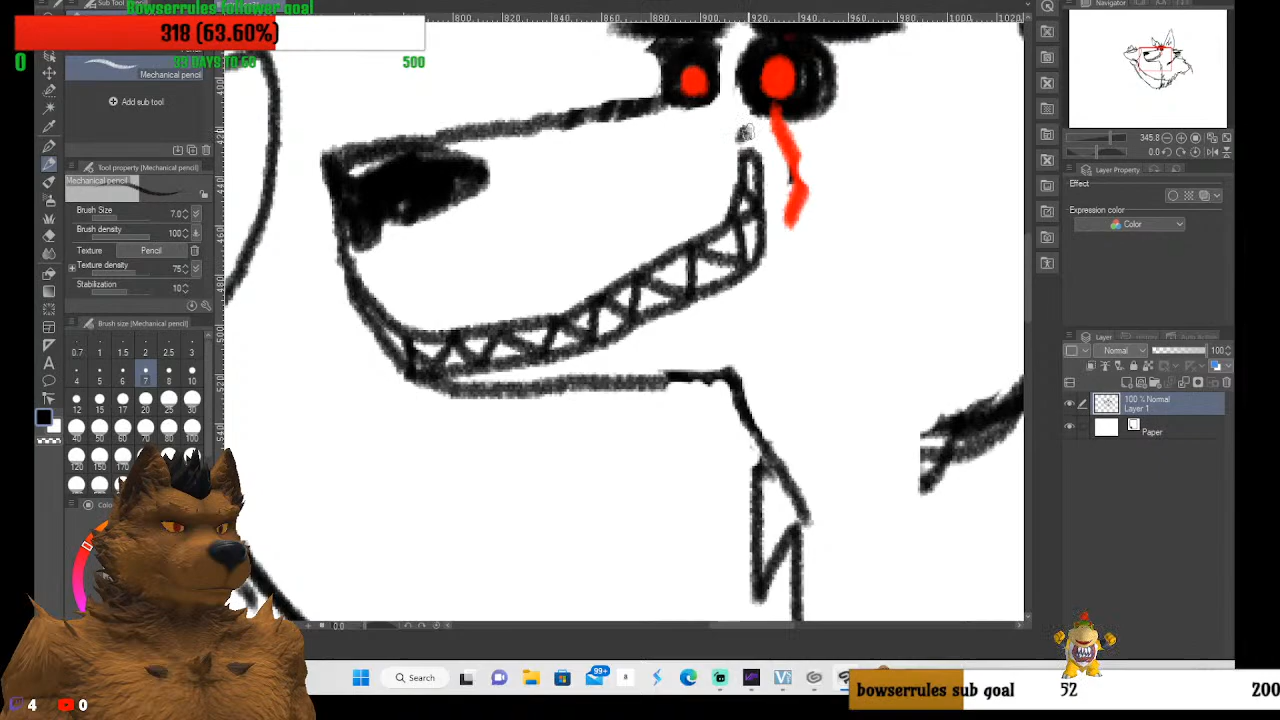 Bowserrules follower goal
318 (63.60%)
0
500
Sub Tool
Mechanical pencil
Add sub tool
Tool property [Mechanical pencil]
Mechanical pencil
Brush Size 7.0
Brush density 100
Texture Pencil
Texture density 75
Stabilization 10
Brush size [Mechanical pencil]
0.7 1 1.5 2 2.5 3
4 5 6 7 8 10
12 15 17 20 25 30
40 50 60 70 80 100
120 150 170
800 820 840 860 880 900 920 940 960 980 1000 1020
Navigator
345.8
0.0
Layer Property
Effect
Expression color
Color
Layer
Normal 100
100 % Normal
Layer 1
Paper
Search
99+
bowserrules sub goal 52 200
4 0